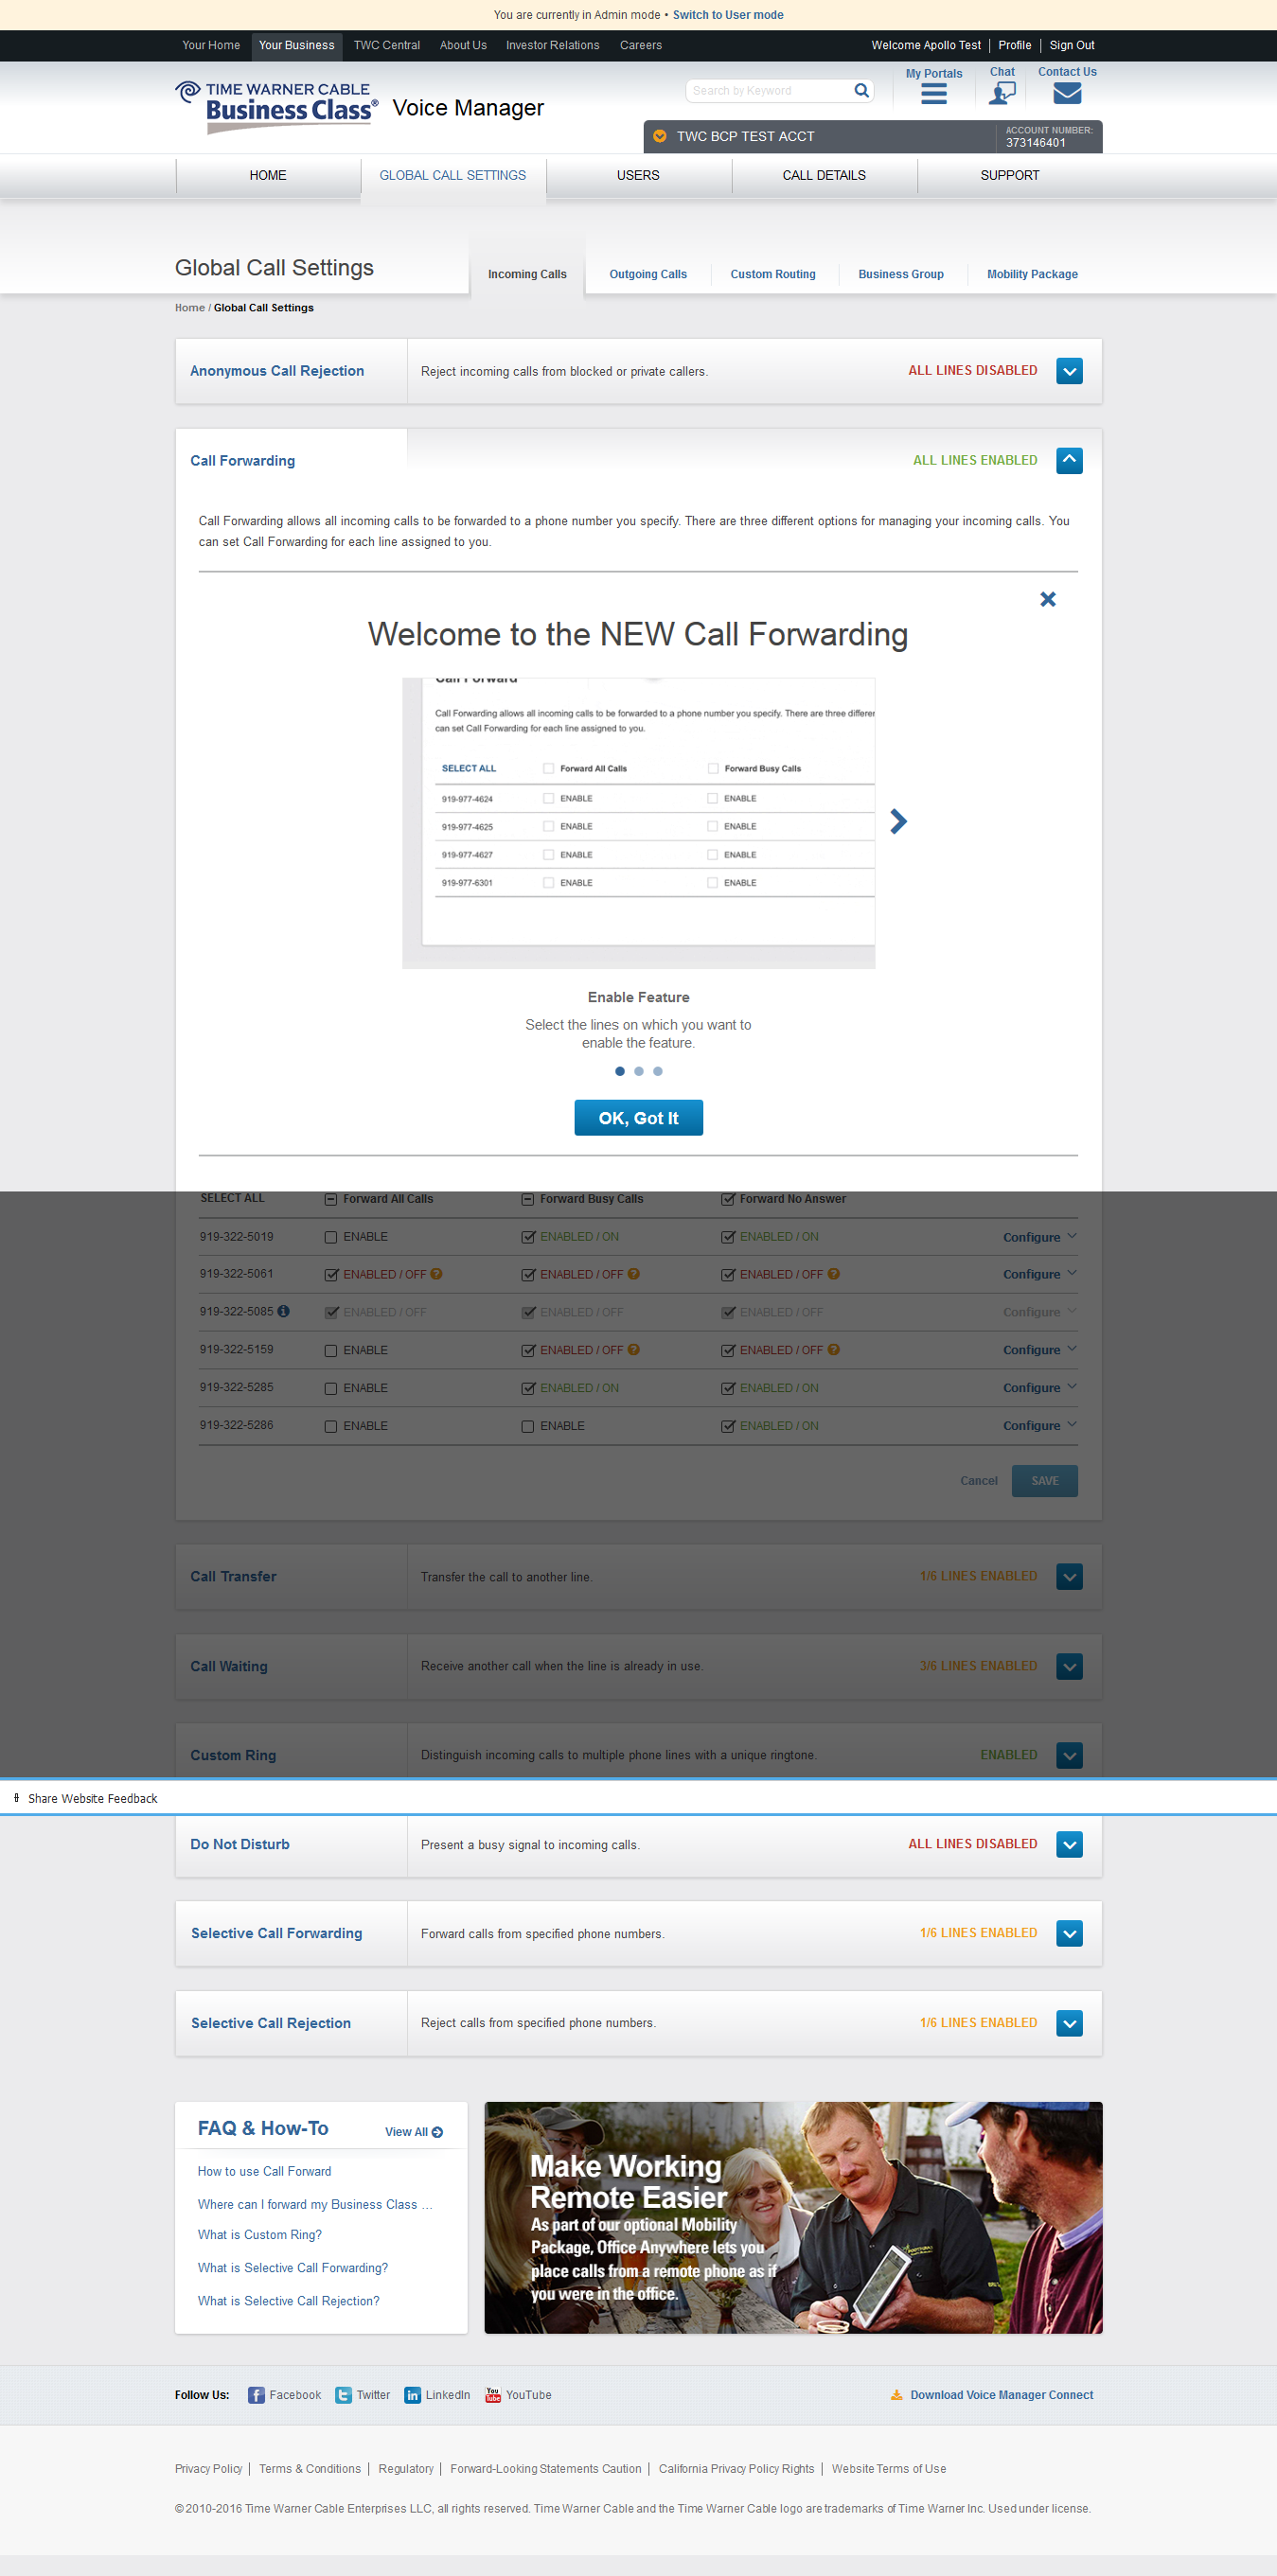 You are currently in Admin mode • Switch to User mode
Your Home Your Business TWC Central About Us Investor Relations Careers Welcome Apollo Test Profile Sign Out
TIME WARNER CABLE
Business Class®
Voice Manager
Search by Keyword
My Portals Chat Contact Us
TWC BCP TEST ACCT
ACCOUNT NUMBER:
373146401
HOME GLOBAL CALL SETTINGS USERS CALL DETAILS SUPPORT
Global Call Settings
Incoming Calls Outgoing Calls Custom Routing Business Group Mobility Package
Home / Global Call Settings
Anonymous Call Rejection Reject incoming calls from blocked or private callers. ALL LINES DISABLED
Call Forwarding ALL LINES ENABLED
Call Forwarding allows all incoming calls to be forwarded to a phone number you specify. There are three different options for managing your incoming calls. You
can set Call Forwarding for each line assigned to you.
Welcome to the NEW Call Forwarding
Call Forward
Call Forwarding allows all incoming calls to be forwarded to a phone number you specify. There are three differen
can set Call Forwarding for each line assigned to you.
SELECT ALL Forward All Calls Forward Busy Calls
919-977-4624 ENABLE ENABLE
919-977-4625 ENABLE ENABLE
919-977-4627 ENABLE ENABLE
919-977-6301 ENABLE ENABLE
Enable Feature
Select the lines on which you want to
enable the feature.
OK, Got It
SELECT ALL Forward All Calls Forward Busy Calls Forward No Answer
919-322-5019 ENABLE ENABLED / ON ENABLED / ON Configure
919-322-5061 ENABLED / OFF ? ENABLED / OFF ? ENABLED / OFF ? Configure
919-322-5085 i ENABLED / OFF ENABLED / OFF ENABLED / OFF Configure
919-322-5159 ENABLE ENABLED / OFF ? ENABLED / OFF ? Configure
919-322-5285 ENABLE ENABLED / ON ENABLED / ON Configure
919-322-5286 ENABLE ENABLE ENABLED / ON Configure
Cancel SAVE
Call Transfer Transfer the call to another line. 1/6 LINES ENABLED
Call Waiting Receive another call when the line is already in use. 3/6 LINES ENABLED
Custom Ring Distinguish incoming calls to multiple phone lines with a unique ringtone. ENABLED
Share Website Feedback
Do Not Disturb Present a busy signal to incoming calls. ALL LINES DISABLED
Selective Call Forwarding Forward calls from specified phone numbers. 1/6 LINES ENABLED
Selective Call Rejection Reject calls from specified phone numbers. 1/6 LINES ENABLED
FAQ & How-To View All
How to use Call Forward
Where can I forward my Business Class ...
What is Custom Ring?
What is Selective Call Forwarding?
What is Selective Call Rejection?
Make Working
Remote Easier
As part of our optional Mobility
Package, Office Anywhere lets you
place calls from a remote phone as if
you were in the office.
Follow Us: Facebook Twitter LinkedIn YouTube Download Voice Manager Connect
Privacy Policy Terms & Conditions Regulatory Forward-Looking Statements Caution California Privacy Policy Rights Website Terms of Use
© 2010-2016 Time Warner Cable Enterprises LLC, all rights reserved. Time Warner Cable and the Time Warner Cable logo are trademarks of Time Warner Inc. Used under license.